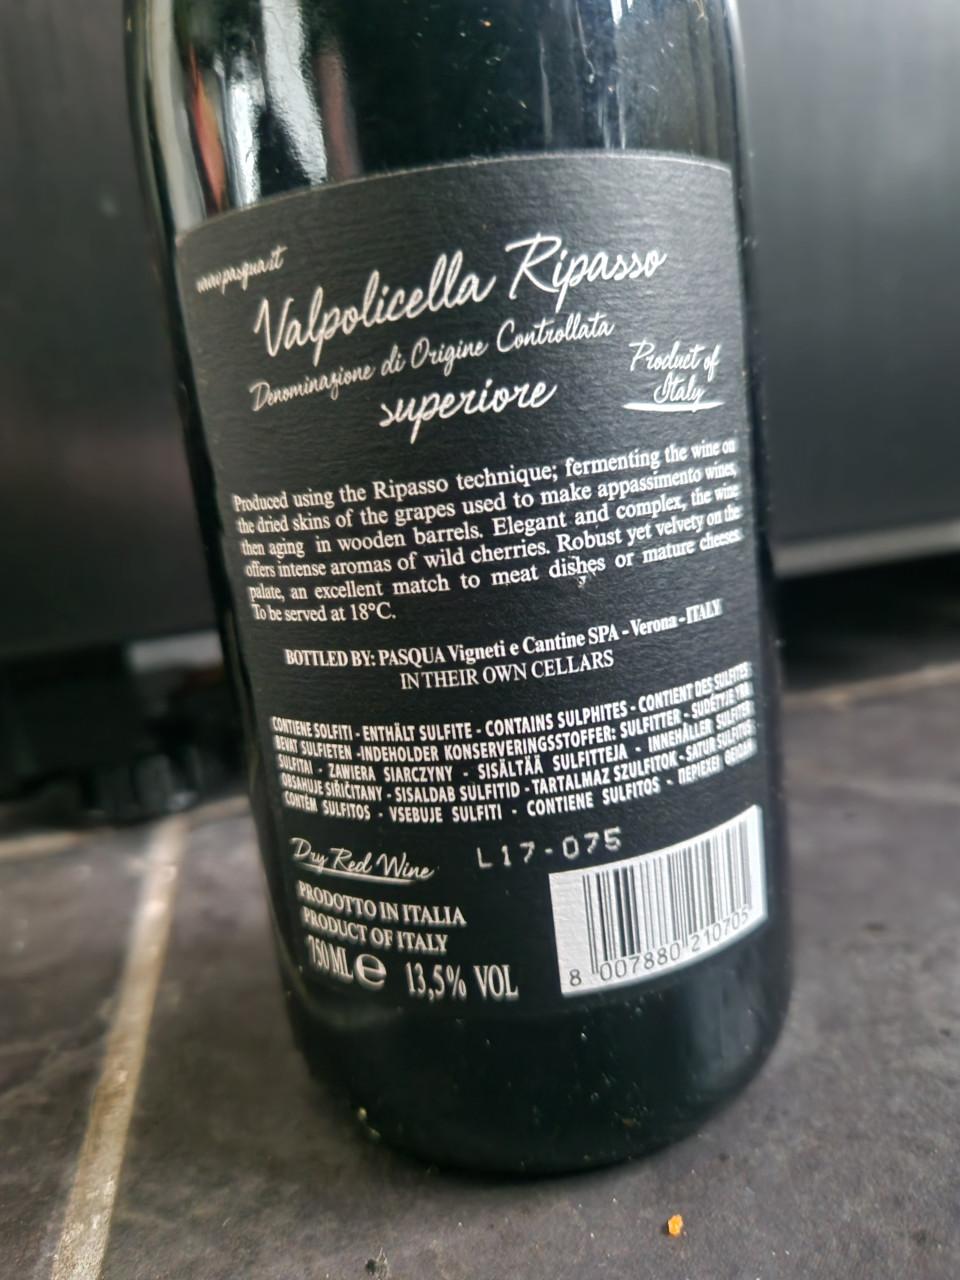 www.pasqua.it
Valpolicella Ripasso
Denominazione di Origine Controllata
superiore
Product of
Italy
Produced using the Ripasso technique; fermenting the wine on
the dried skins of the grapes used to make appassimento wines,
then aging in wooden barrels. Elegant and complex, the wine
offers intense aromas of wild cherries. Robust yet velvety on the
palate, an excellent match to meat dishes or mature cheeses.
To be served at 18°C.
BOTTLED BY: PASQUA Vigneti e Cantine SPA - Verona - ITALY
IN THEIR OWN CELLARS
CONTIENE SOLFITI - ENTHÄLT SULFITE - CONTAINS SULPHITES - CONTIENT DES SULFITES
BEVAT SULFIETEN - INDEHOLDER KONSERVERINGSSTOFFER: SULFITTER - SUDĖTYJE YRA
SULFITAI - ZAWIERA SIARCZYNY - SISÄLTÄÄ SULFITTEJA - INNEHÅLLER SULFITER
OBSAHUJE SIŘIČITANY - SISALDAB SULFITID - TARTALMAZ SZULFITOK - SATUR SULFITUS
CONTÉM SULFITOS - VSEBUJE SULFITI - CONTIENE SULFITOS - ΠΕΡΙΕΧΕΙ ΘΕΙΩΔΗ
Dry Red Wine
L17-075
PRODOTTO IN ITALIA
PRODUCT OF ITALY
750 ML e 13,5% VOL
8 007880 210705